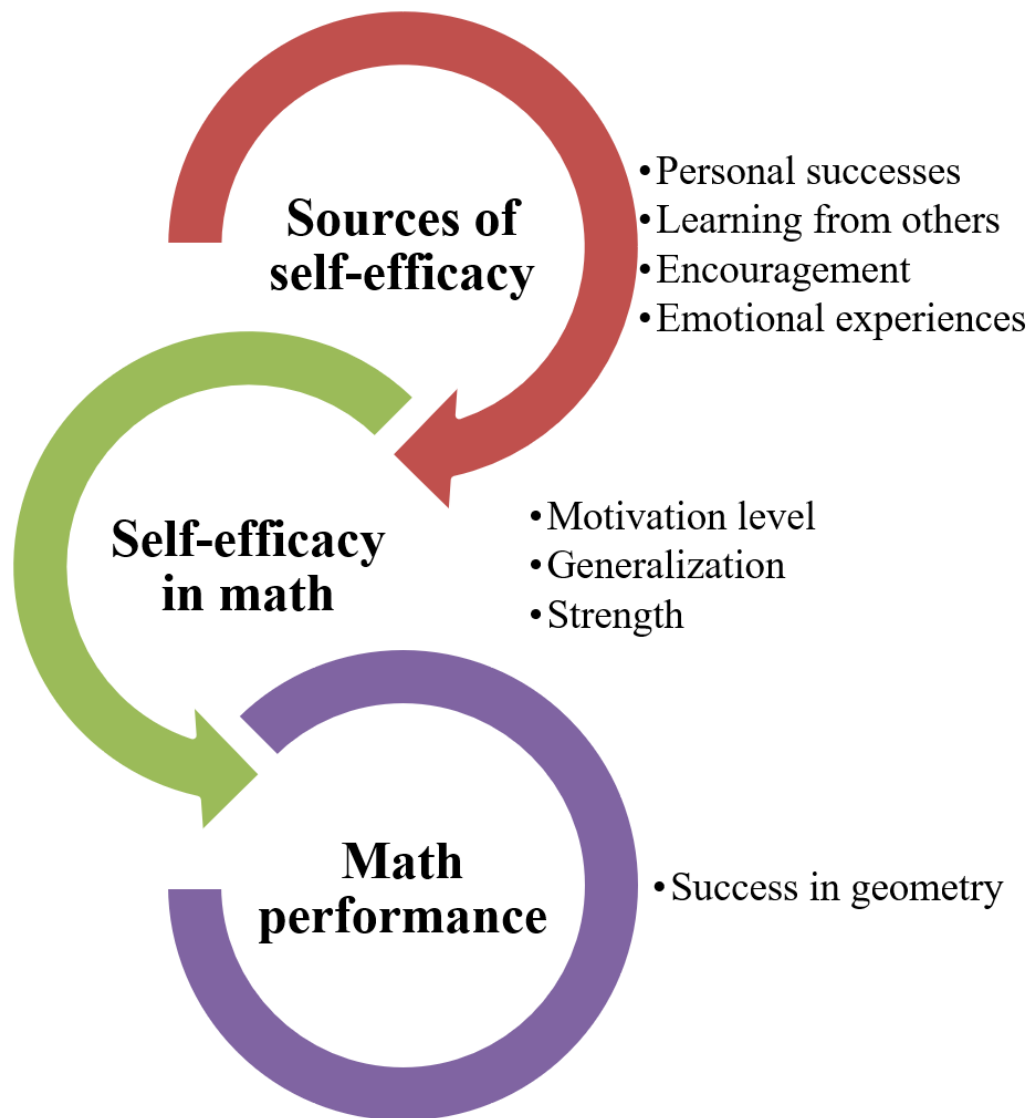 Sources of
self-efficacy
•Personal successes
•Learning from others
•Encouragement
•Emotional experiences
Self-efficacy
in math
•Motivation level
•Generalization
•Strength
Math
performance
•Success in geometry